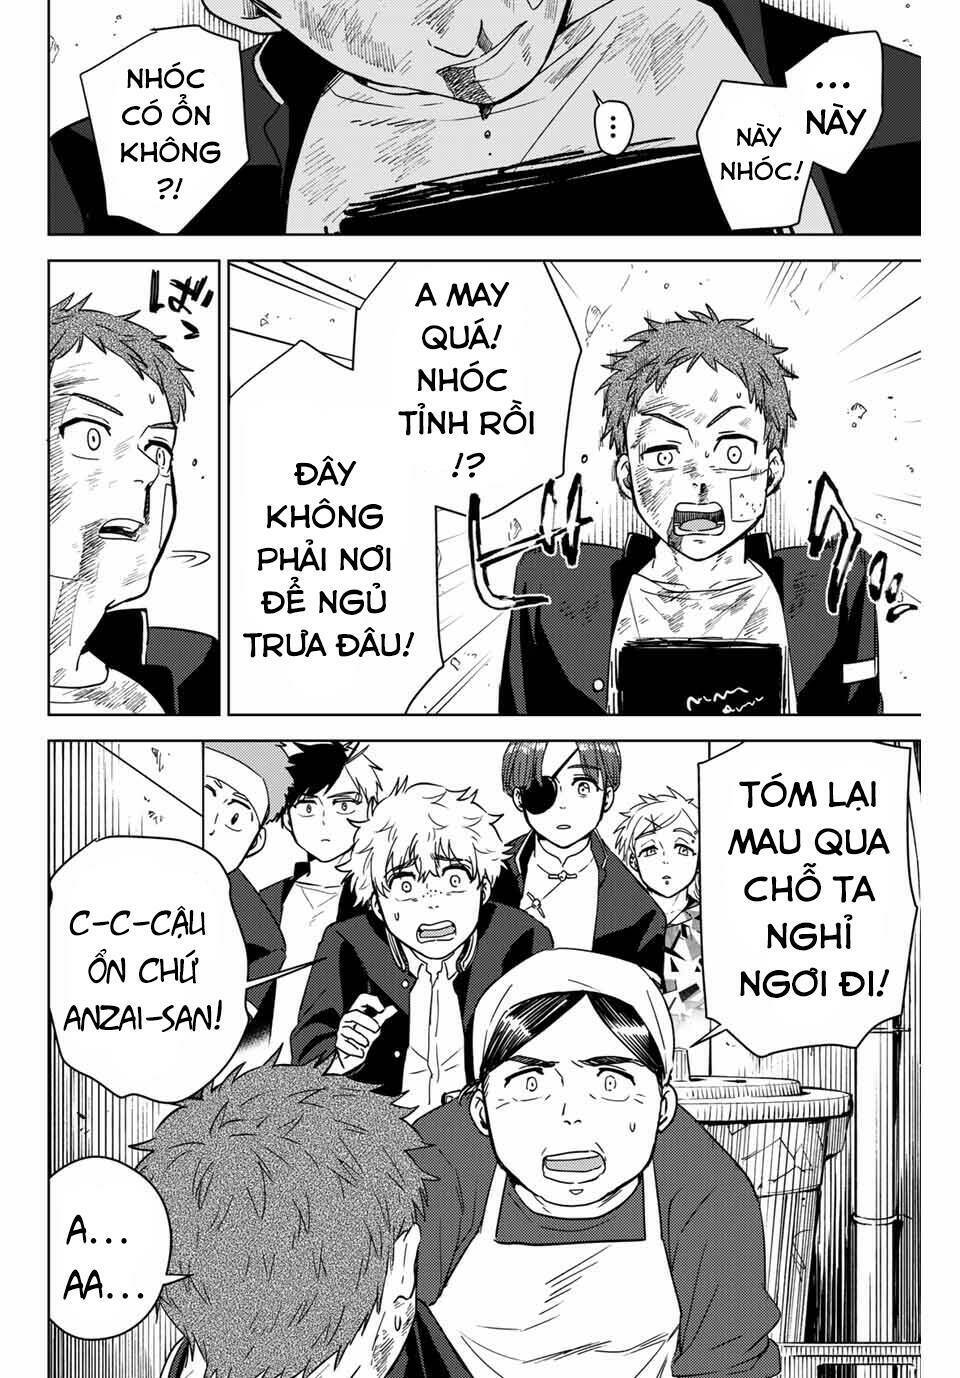 ...
NÀY
NÀY
NHÓC!
...
NHÓC
CÓ ỔN
KHÔNG
?!
A MAY
QUÁ!
NHÓC
TỈNH RỒI
!?
ĐÂY
KHÔNG
PHẢI NƠI
ĐỂ NGỦ
TRƯA ĐÂU!
TÓM LẠI
MAU QUA
CHỖ TA
NGHỈ
NGƠI ĐI!
C-C-CẬU
ỔN CHỨ
ANZAI-SAN!
A...
AA...